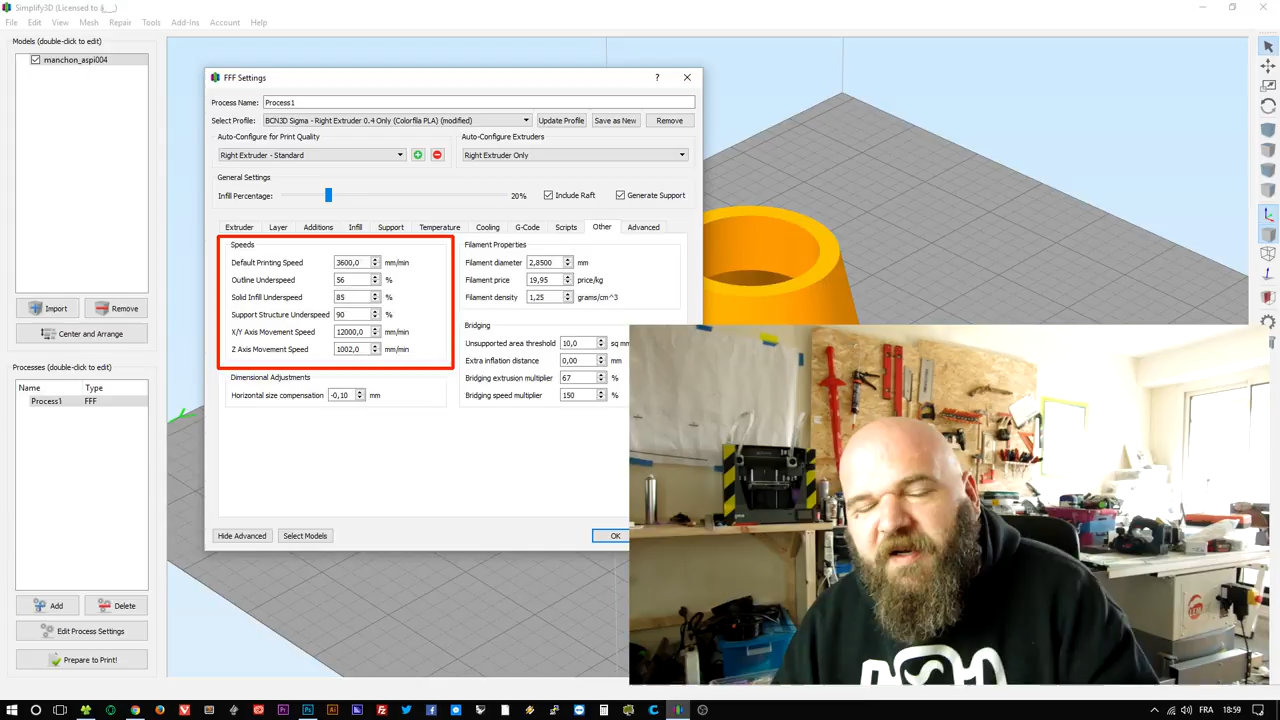 Simplify3D (Licensed to
File Edit View Mesh Repair Tools Add-Ins Account Help
Models (double-click to edit)
manchon_aspi004
Import Remove
Center and Arrange
Processes (double-click to edit)
Name Type
Process1 FFF
Add Delete
Edit Process Settings
Prepare to Print!
FFF Settings
Process Name: Process1
Select Profile: BCN3D Sigma - Right Extruder 0.4 Only (Colorfila PLA) (modified) Update Profile Save as New Remove
Auto-Configure for Print Quality Auto-Configure Extruders
Right Extruder - Standard Right Extruder Only
General Settings
Infill Percentage: 20% Include Raft Generate Support
Extruder Layer Additions Infill Support Temperature Cooling G-Code Scripts Other Advanced
Speeds
Default Printing Speed 3600,0 mm/min
Outline Underspeed 56 %
Solid Infill Underspeed 85 %
Support Structure Underspeed 90 %
X/Y Axis Movement Speed 12000,0 mm/min
Z Axis Movement Speed 1002,0 mm/min
Dimensional Adjustments
Horizontal size compensation -0,10 mm
Filament Properties
Filament diameter 2,8500 mm
Filament price 19,95 price/kg
Filament density 1,25 grams/cm^3
Bridging
Unsupported area threshold 10,0 sq mm
Extra inflation distance 0,00 mm
Bridging extrusion multiplier 67 %
Bridging speed multiplier 150 %
Hide Advanced Select Models OK
FRA 18:59